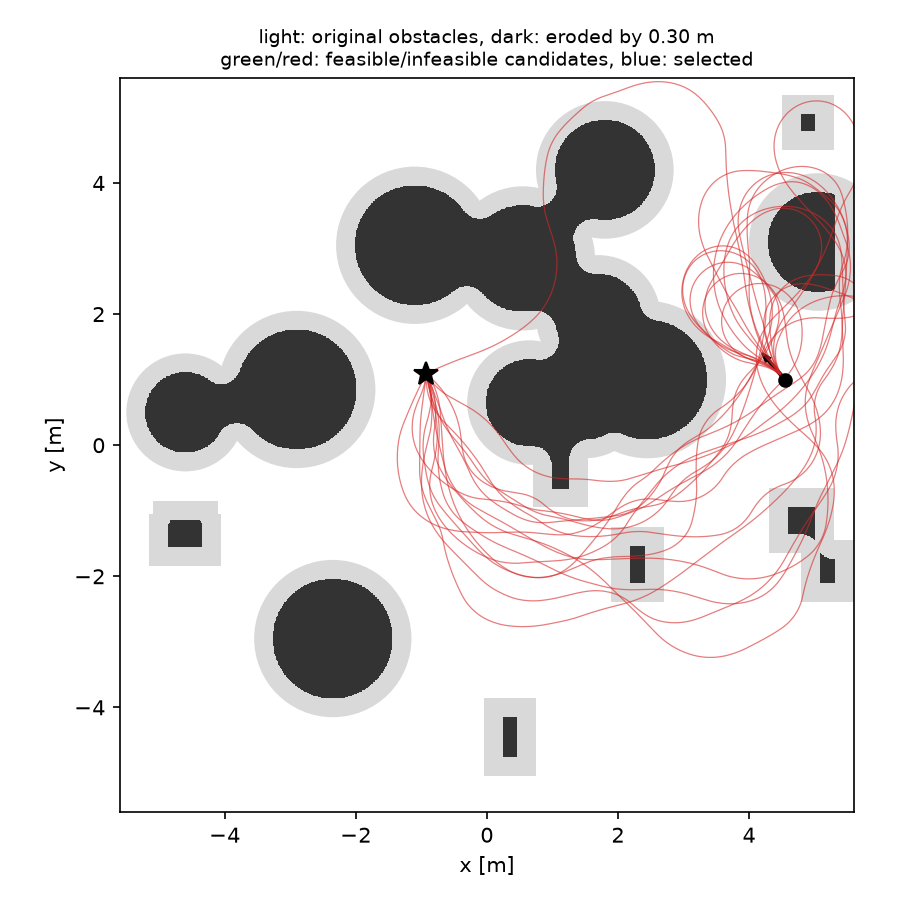 light: original obstacles, dark: eroded by 0.30 m
green/red: feasible/infeasible candidates, blue: selected
4
2
0
−2
−4
y [m]
−4 −2 0 2 4
x [m]